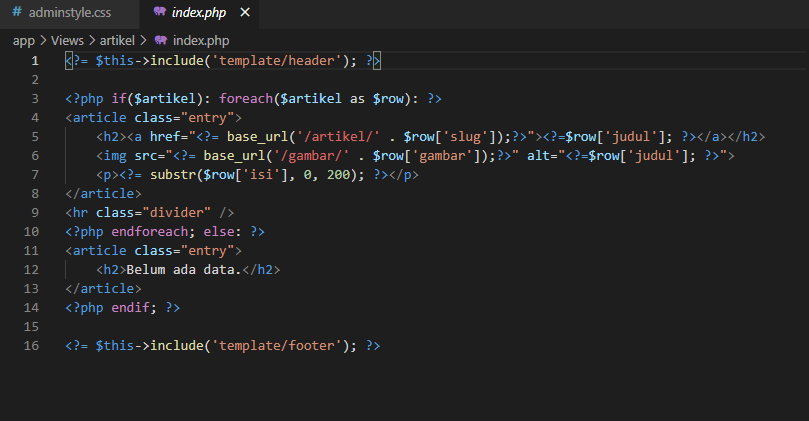 # adminstyle.css index.php ×
app > Views > artikel > index.php
1 <?= $this->include('template/header'); ?>
2
3 <?php if($artikel): foreach($artikel as $row): ?>
4 <article class="entry">
5     <h2><a href="<?= base_url('/artikel/' . $row['slug']);?>"><?=$row['judul']; ?></a></h2>
6     <img src="<?= base_url('/gambar/' . $row['gambar']);?>" alt="<?=$row['judul']; ?>">
7     <p><?= substr($row['isi'], 0, 200); ?></p>
8 </article>
9 <hr class="divider" />
10 <?php endforeach; else: ?>
11 <article class="entry">
12     <h2>Belum ada data.</h2>
13 </article>
14 <?php endif; ?>
15
16 <?= $this->include('template/footer'); ?>